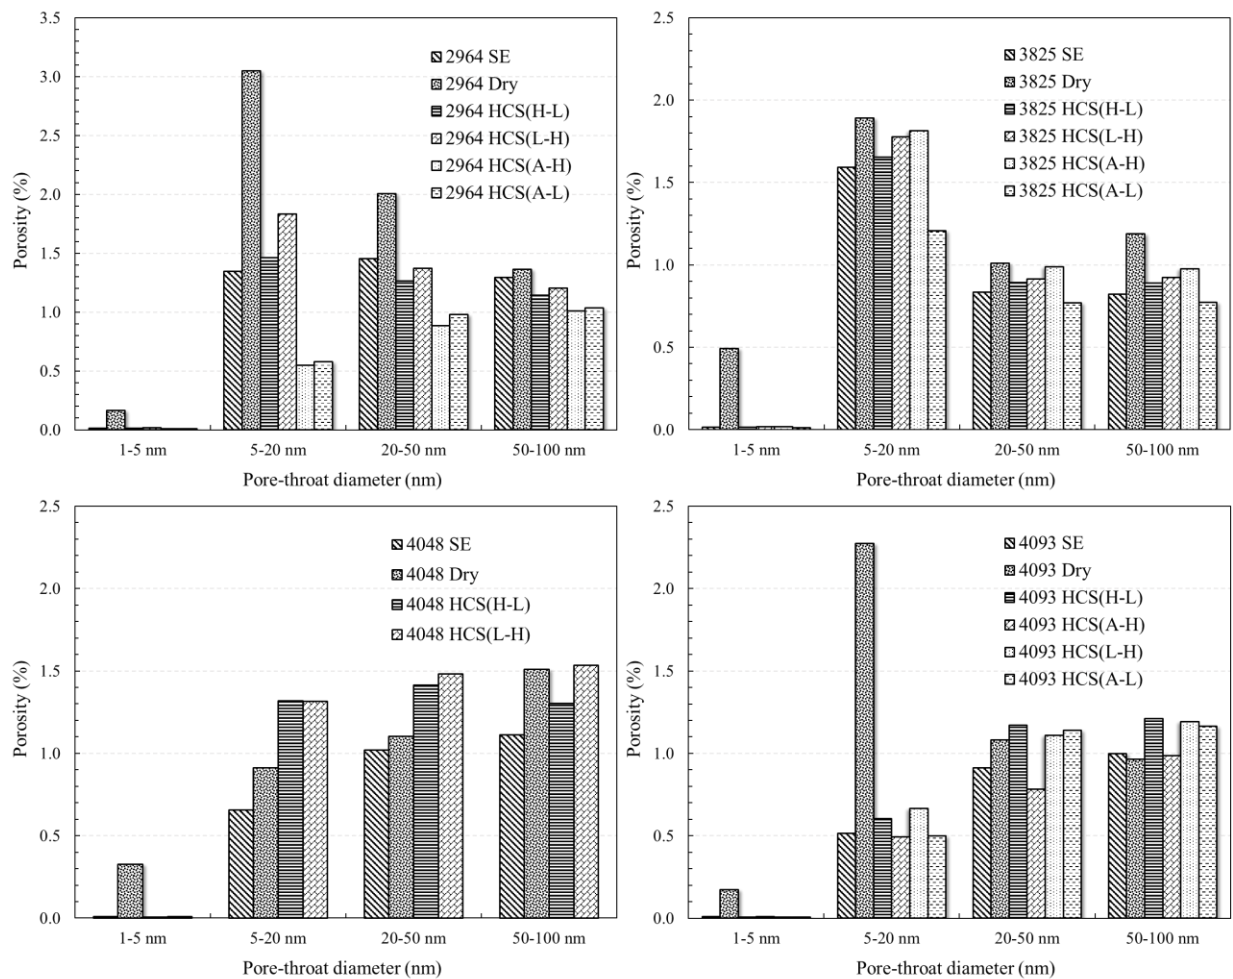 3.5
3.0
2.5
2.0
1.5
1.0
0.5
0.0
Porosity (%)
2964 SE
2964 Dry
2964 HCS(H-L)
2964 HCS(L-H)
2964 HCS(A-H)
2964 HCS(A-L)
1-5 nm 5-20 nm 20-50 nm 50-100 nm
Pore-throat diameter (nm)
2.5
2.0
1.5
1.0
0.5
0.0
Porosity (%)
3825 SE
3825 Dry
3825 HCS(H-L)
3825 HCS(L-H)
3825 HCS(A-H)
3825 HCS(A-L)
1-5 nm 5-20 nm 20-50 nm 50-100 nm
Pore-throat diameter (nm)
2.5
2.0
1.5
1.0
0.5
0.0
Porosity (%)
4048 SE
4048 Dry
4048 HCS(H-L)
4048 HCS(L-H)
1-5 nm 5-20 nm 20-50 nm 50-100 nm
Pore-throat diameter (nm)
2.5
2.0
1.5
1.0
0.5
0.0
Porosity (%)
4093 SE
4093 Dry
4093 HCS(H-L)
4093 HCS(A-H)
4093 HCS(L-H)
4093 HCS(A-L)
1-5 nm 5-20 nm 20-50 nm 50-100 nm
Pore-throat diameter (nm)